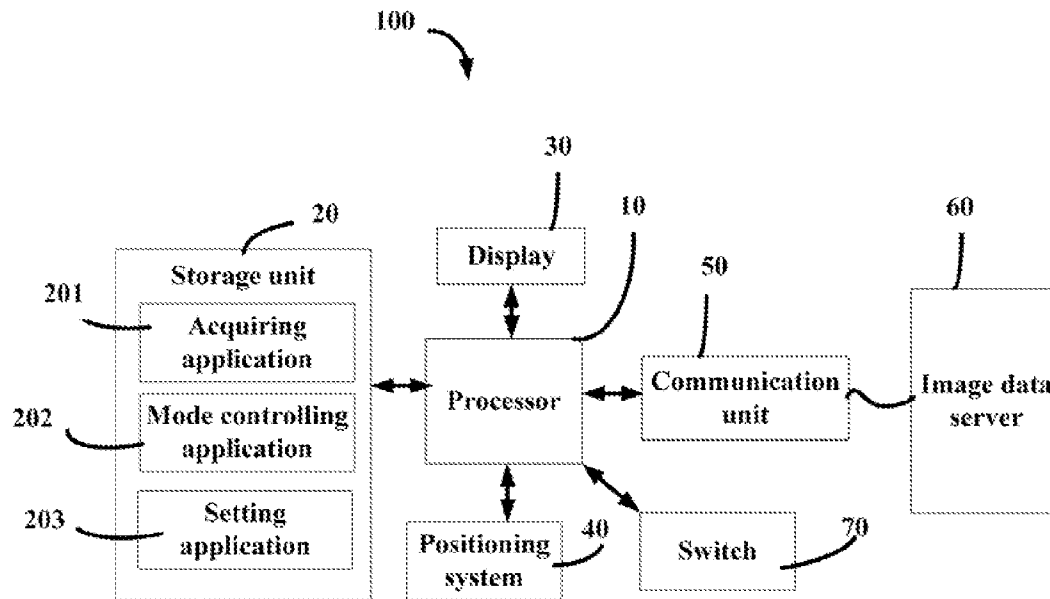 100
30
10
60
20
Display
50
Storage unit
201
Acquiring
application
Processor
Communication
unit
Image data
server
202
Mode controlling
application
203
Setting
application
Positioning
system
40
Switch
70